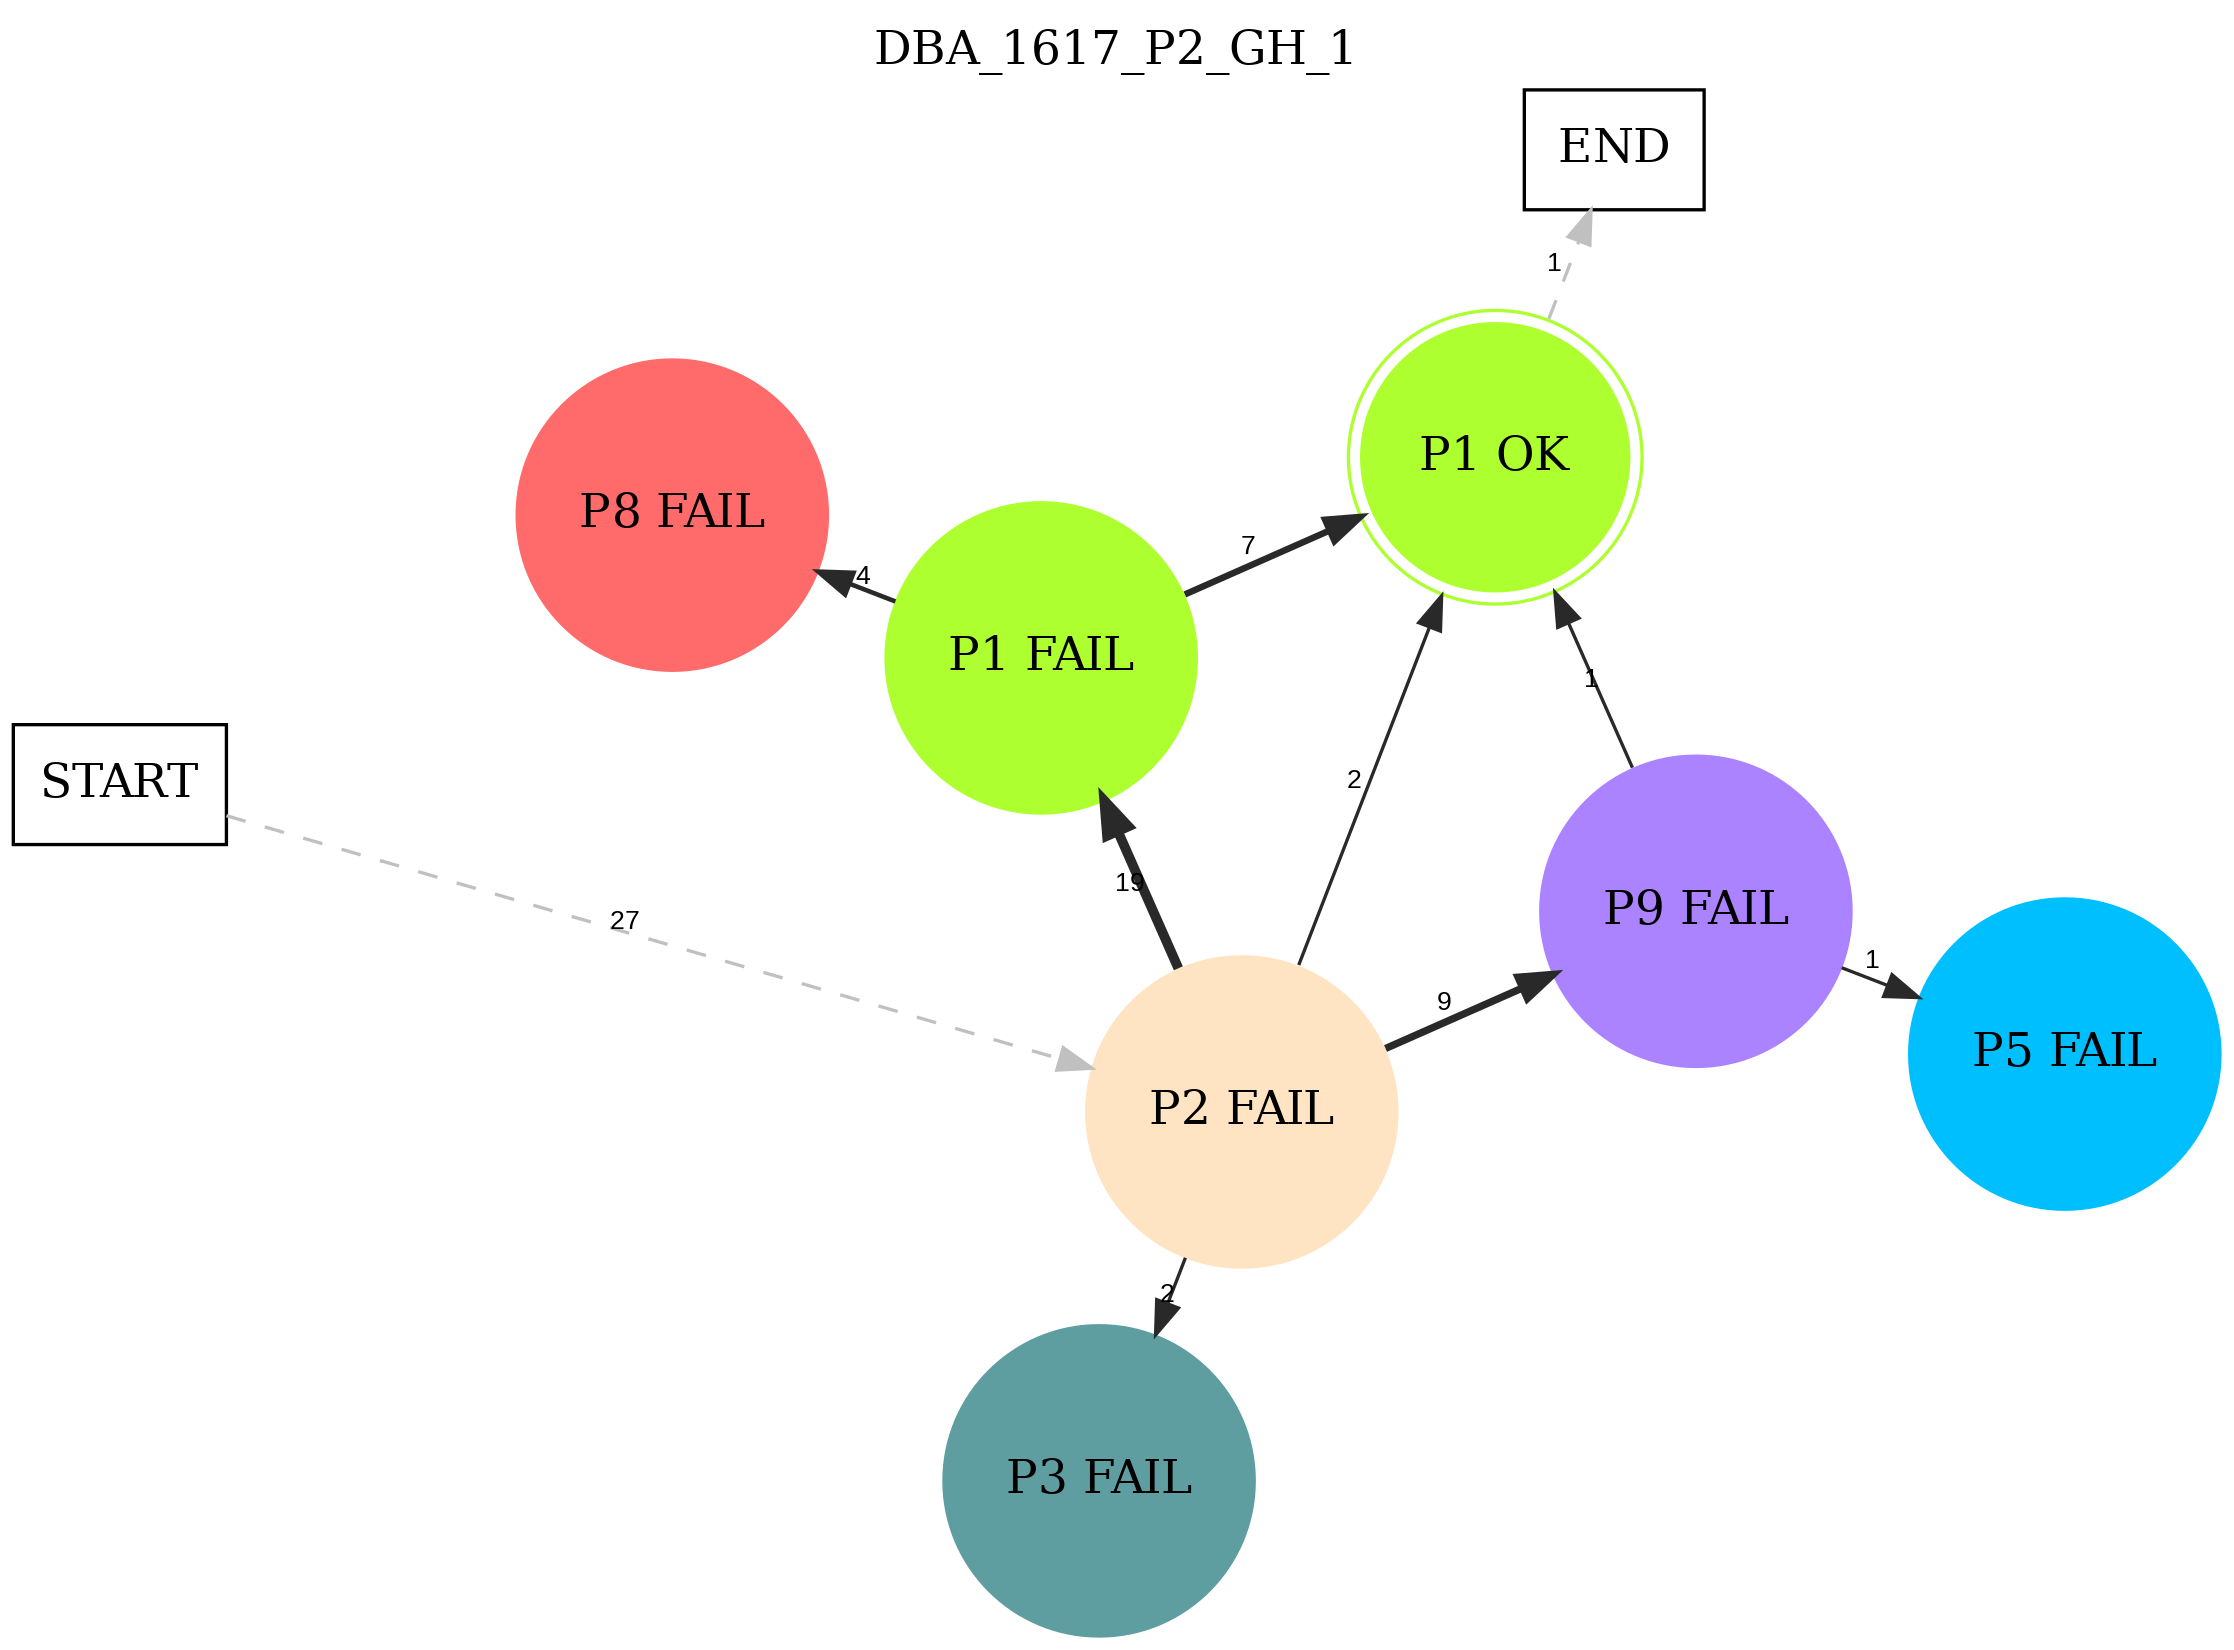 DBA_1617_P2_GH_1
END
1
P1 OK
P8 FAIL
7
4
P1 FAIL
1
START
2
19
P9 FAIL
27
1
9
P5 FAIL
P2 FAIL
2
P3 FAIL